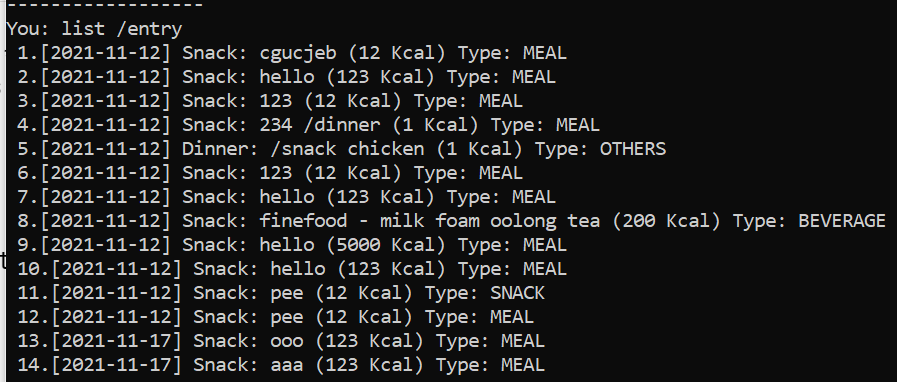 ------------------
You: list /entry
1.[2021-11-12] Snack: cgucjeb (12 Kcal) Type: MEAL
2.[2021-11-12] Snack: hello (123 Kcal) Type: MEAL
3.[2021-11-12] Snack: 123 (12 Kcal) Type: MEAL
4.[2021-11-12] Snack: 234 /dinner (1 Kcal) Type: MEAL
5.[2021-11-12] Dinner: /snack chicken (1 Kcal) Type: OTHERS
6.[2021-11-12] Snack: 123 (12 Kcal) Type: MEAL
7.[2021-11-12] Snack: hello (123 Kcal) Type: MEAL
8.[2021-11-12] Snack: finefood - milk foam oolong tea (200 Kcal) Type: BEVERAGE
9.[2021-11-12] Snack: hello (5000 Kcal) Type: MEAL
10.[2021-11-12] Snack: hello (123 Kcal) Type: MEAL
11.[2021-11-12] Snack: pee (12 Kcal) Type: SNACK
12.[2021-11-12] Snack: pee (12 Kcal) Type: MEAL
13.[2021-11-17] Snack: ooo (123 Kcal) Type: MEAL
14.[2021-11-17] Snack: aaa (123 Kcal) Type: MEAL